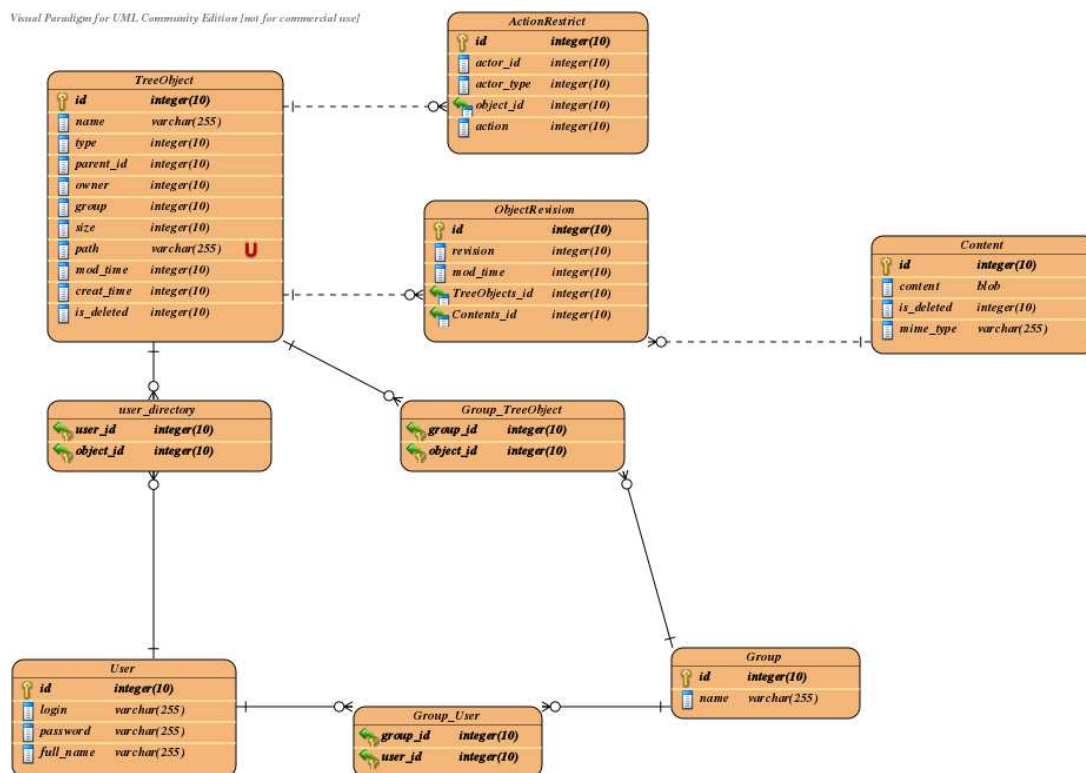 Visual Paradigm for UML Community Edition [not for commercial use]
ActionRestrict
id integer(10)
actor_id integer(10)
actor_type integer(10)
object_id integer(10)
action integer(10)
TreeObject
id integer(10)
name varchar(255)
type integer(10)
parent_id integer(10)
owner integer(10)
group integer(10)
size integer(10)
path varchar(255) U
mod_time integer(10)
creat_time integer(10)
is_deleted integer(10)
ObjectRevision
id integer(10)
revision integer(10)
mod_time integer(10)
TreeObjects_id integer(10)
Contents_id integer(10)
Content
id integer(10)
content blob
is_deleted integer(10)
mime_type varchar(255)
user_directory
user_id integer(10)
object_id integer(10)
Group_TreeObject
group_id integer(10)
object_id integer(10)
User
id integer(10)
login varchar(255)
password varchar(255)
full_name varchar(255)
Group_User
group_id integer(10)
user_id integer(10)
Group
id integer(10)
name varchar(255)